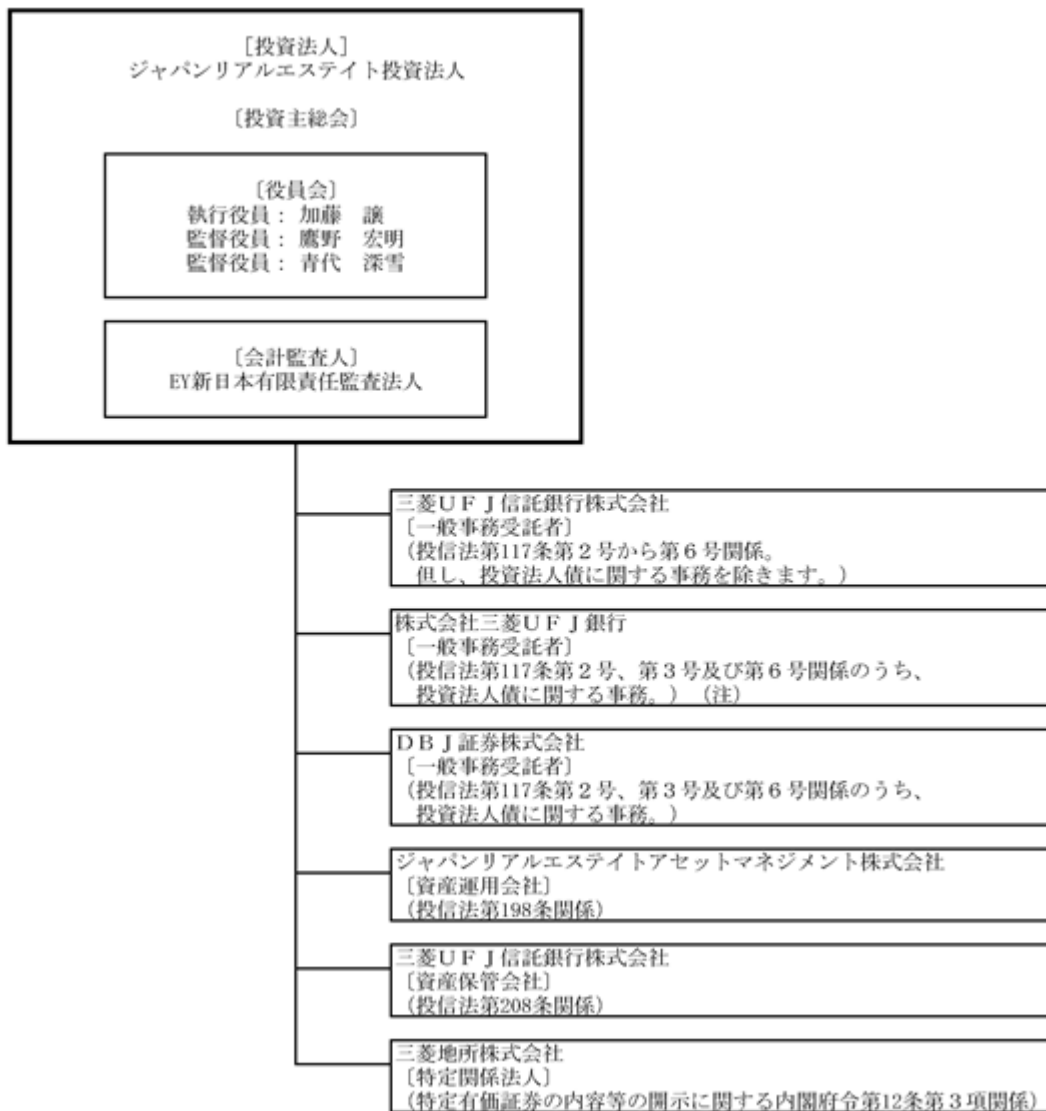 ［投資法人］
ジャパンリアルエステイト投資法人
〔投資主総会〕
〔役員会〕
執行役員： 加藤　譲
監督役員： 鷹野　宏明
監督役員： 青代　深雪
〔会計監査人〕
EY新日本有限責任監査法人
三菱ＵＦＪ信託銀行株式会社
〔一般事務受託者〕
（投信法第117条第２号から第６号関係。
但し、投資法人債に関する事務を除きます。）
株式会社三菱ＵＦＪ銀行
〔一般事務受託者〕
（投信法第117条第２号、第３号及び第６号関係のうち、
投資法人債に関する事務。）（注）
ＤＢＪ証券株式会社
〔一般事務受託者〕
（投信法第117条第２号、第３号及び第６号関係のうち、
投資法人債に関する事務。）
ジャパンリアルエステイトアセットマネジメント株式会社
〔資産運用会社〕
（投信法第198条関係）
三菱ＵＦＪ信託銀行株式会社
〔資産保管会社〕
（投信法第208条関係）
三菱地所株式会社
［特定関係法人］
（特定有価証券の内容等の開示に関する内閣府令第12条第３項関係）